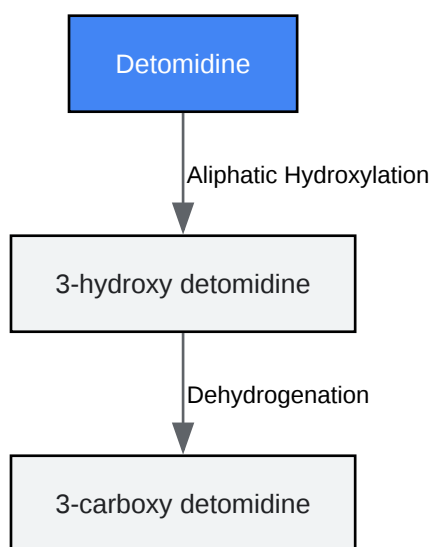 Detomidine
Aliphatic Hydroxylation
3-hydroxy detomidine
Dehydrogenation
3-carboxy detomidine